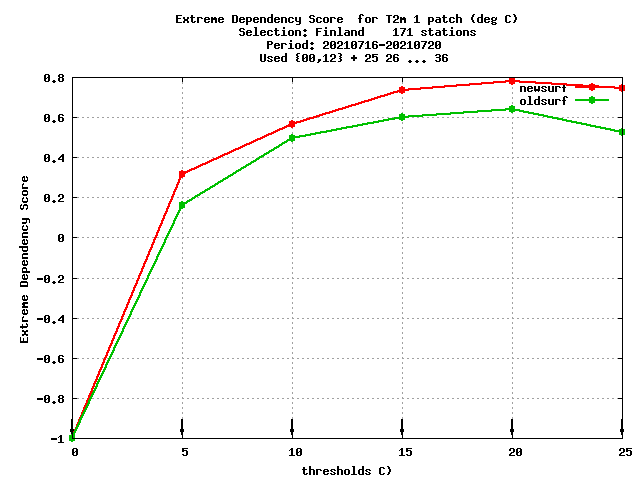 Extreme Dependency Score  for T2m 1 patch (deg C)
Selection: Finland    171 stations
Period: 20210716-20210720
Used {00,12} + 25 26 ... 36
0.8
newsurf
oldsurf
0.6
0.4
0.2
0
-0.2
-0.4
-0.6
-0.8
-1
Extreme Dependency Score
0 5 10 15 20 25
thresholds C)